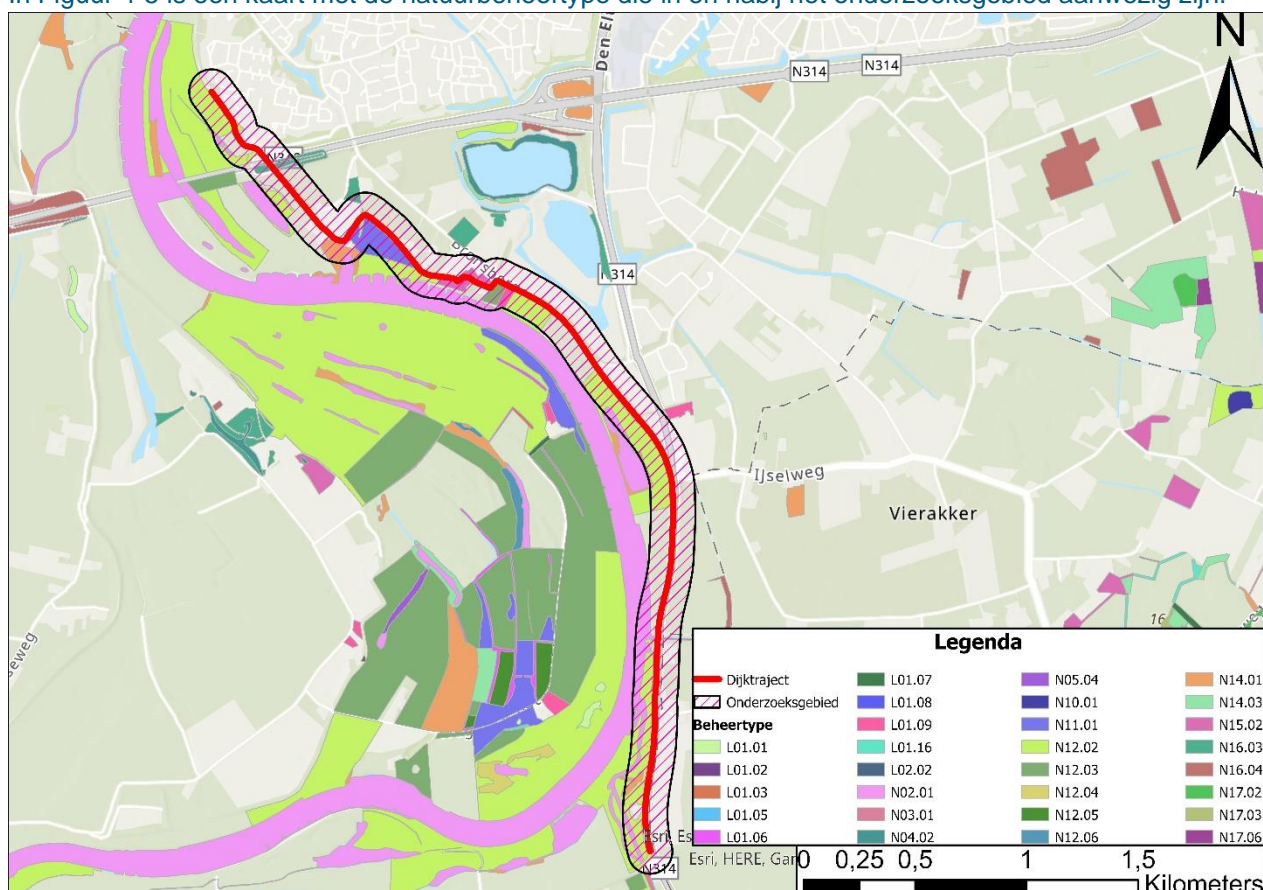 in Figuur 4-3 is een kaart met de natuurbeheertype die in en nabij het onderzoeksgebied aanwezig zijn.
N
N314
N314
N314
IJselweg
Vierakker
16
Legenda
Dijktraject
Onderzoeksgebied
Beheertype
L01.01
L01.02
L01.03
L01.05
L01.06
L01.07
L01.08
L01.09
L01.16
L02.02
N02.01
N03.01
N04.02
N05.04
N10.01
N11.01
N12.02
N12.03
N12.04
N12.05
N12.06
N14.01
N14.03
N15.02
N16.03
N16.04
N17.02
N17.03
N17.06
Esri, HERE, Gar
N314
0 0,25 0,5 1 1,5
Kilometers